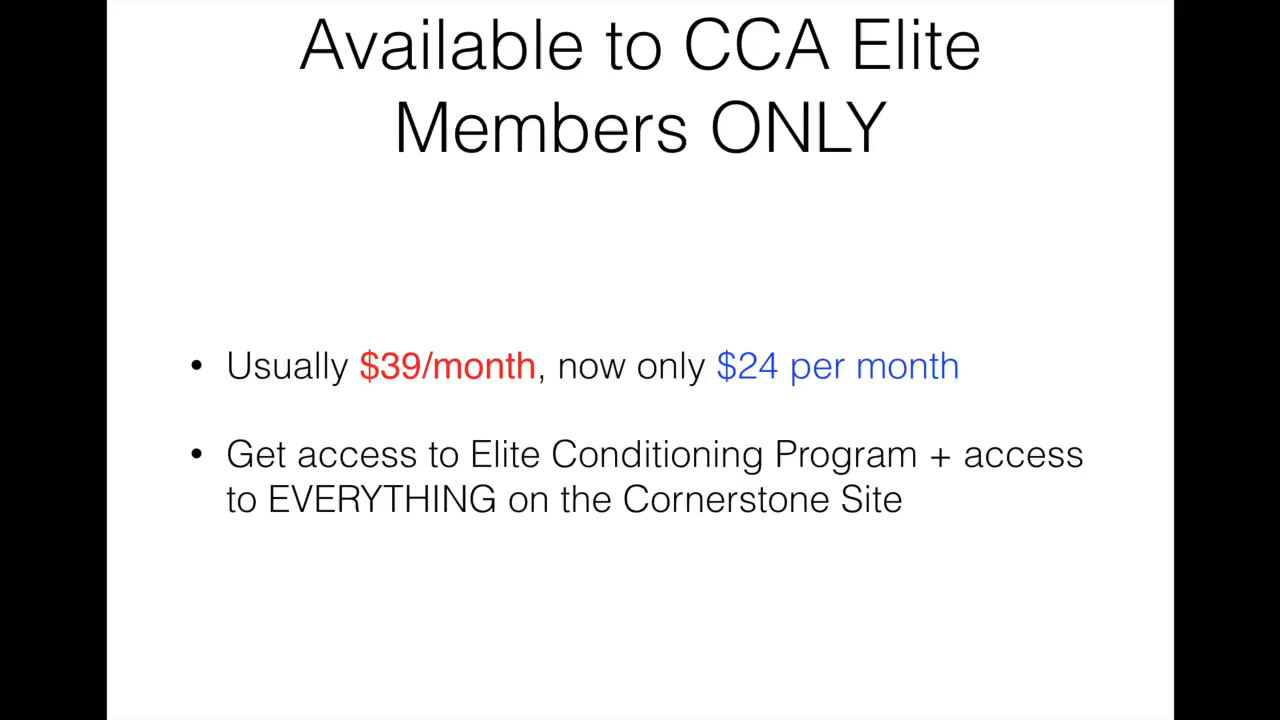 Available to CCA Elite
Members ONLY
• Usually $39/month, now only $24 per month
• Get access to Elite Conditioning Program + access
to EVERYTHING on the Cornerstone Site